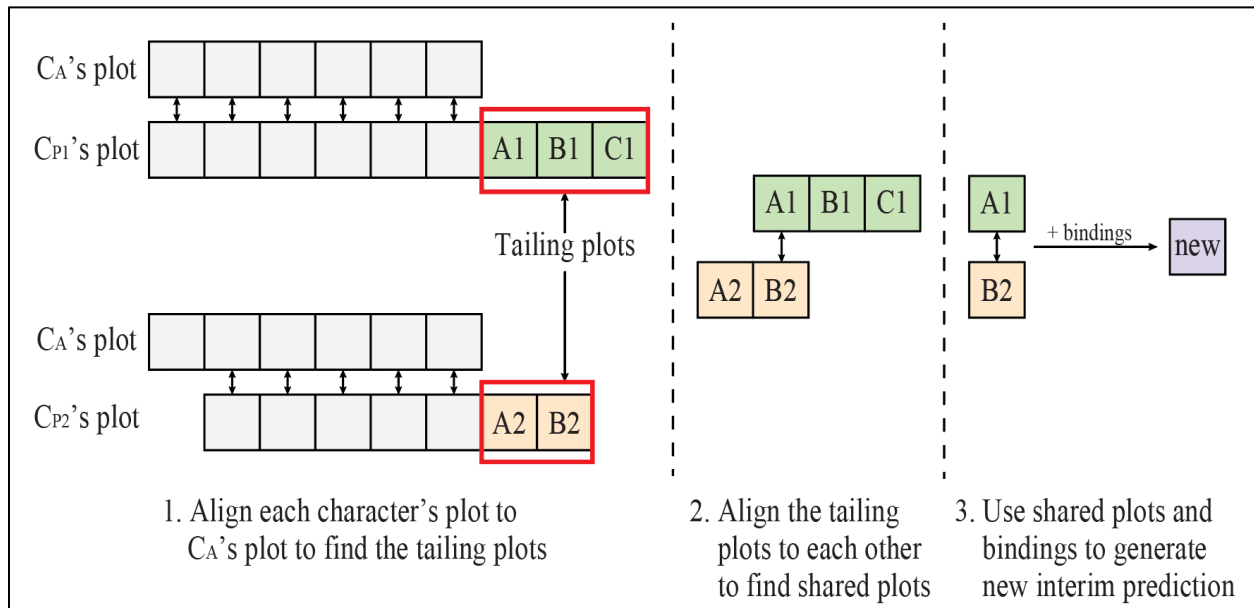 CA's plot
CP1's plot
A1 B1 C1
Tailing plots
CA's plot
CP2's plot
A2 B2
1. Align each character's plot to
CA's plot to find the tailing plots
A1 B1 C1
A2 B2
2. Align the tailing
plots to each other
to find shared plots
A1
+ bindings
new
B2
3. Use shared plots and
bindings to generate
new interim prediction